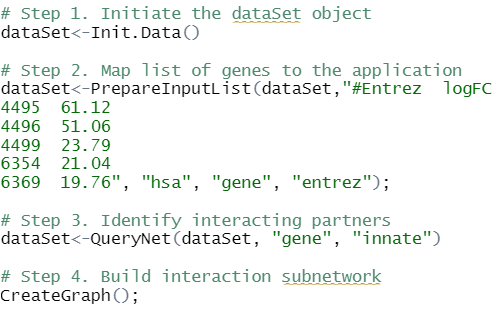 # Step 1. Initiate the dataSet object
dataSet<-Init.Data()
# Step 2. Map list of genes to the application
dataSet<-PrepareInputList(dataSet,"#Entrez  logFC
4495  61.12
4496  51.06
4499  23.79
6354  21.04
6369  19.76", "hsa", "gene", "entrez");
# Step 3. Identify interacting partners
dataSet<-QueryNet(dataSet, "gene", "innate")
# Step 4. Build interaction subnetwork
CreateGraph();